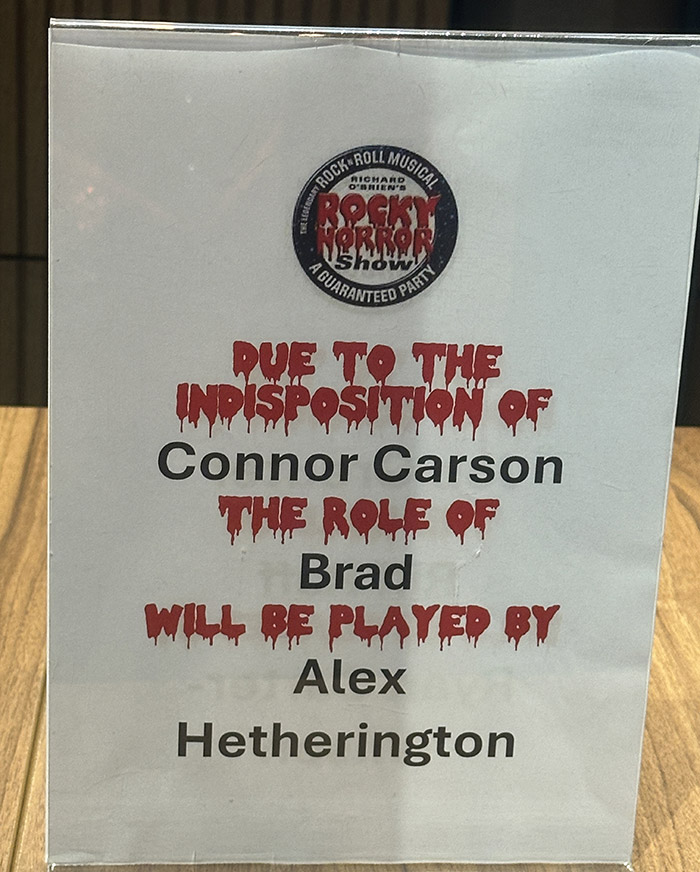 THE LEGENDARY ROCK N ROLL MUSICAL
RICHARD
O'BRIEN'S
ROCKY
HORROR
Show
A GUARANTEED PARTY
DUE TO THE
INDISPOSITION OF
Connor Carson
THE ROLE OF
Brad
WILL BE PLAYED BY
Alex
Hetherington